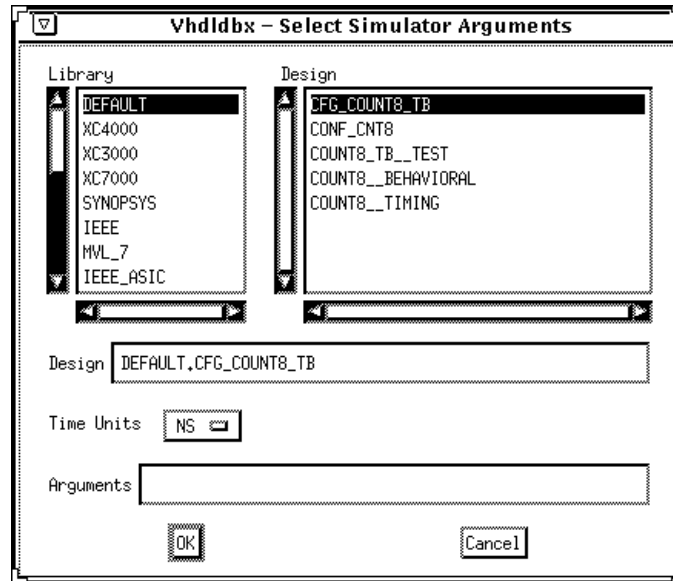 Vhdldbx – Select Simulator Arguments
Library
Design
DEFAULT
XC4000
XC3000
XC7000
SYNOPSYS
IEEE
MVL_7
IEEE_ASIC
CFG_COUNT8_TB
CONF_CNT8
COUNT8_TB__TEST
COUNT8__BEHAVIORAL
COUNT8__TIMING
Design DEFAULT.CFG_COUNT8_TB
Time Units NS
Arguments
OK
Cancel